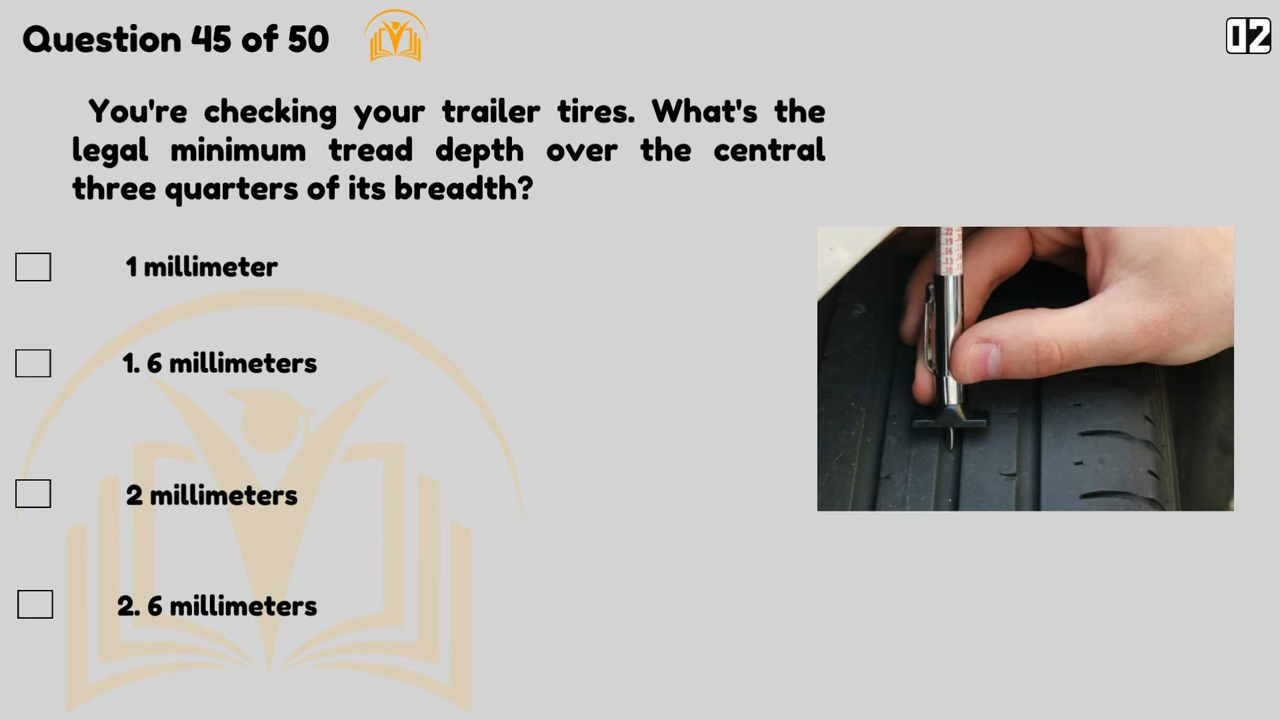 Question 45 of 50
02
You're checking your trailer tires. What's the
legal minimum tread depth over the central
three quarters of its breadth?
1 millimeter
1. 6 millimeters
2 millimeters
2. 6 millimeters